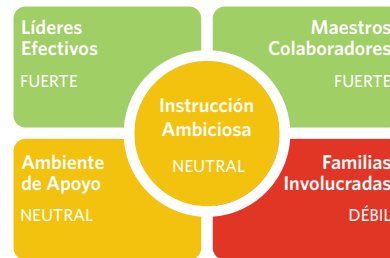 Líderes
Efectivos
FUERTE
Maestros
Colaboradores
FUERTE
Instrucción
Ambiciosa
NEUTRAL
Ambiente
de Apoyo
NEUTRAL
Familias
Involucradas
DÉBIL